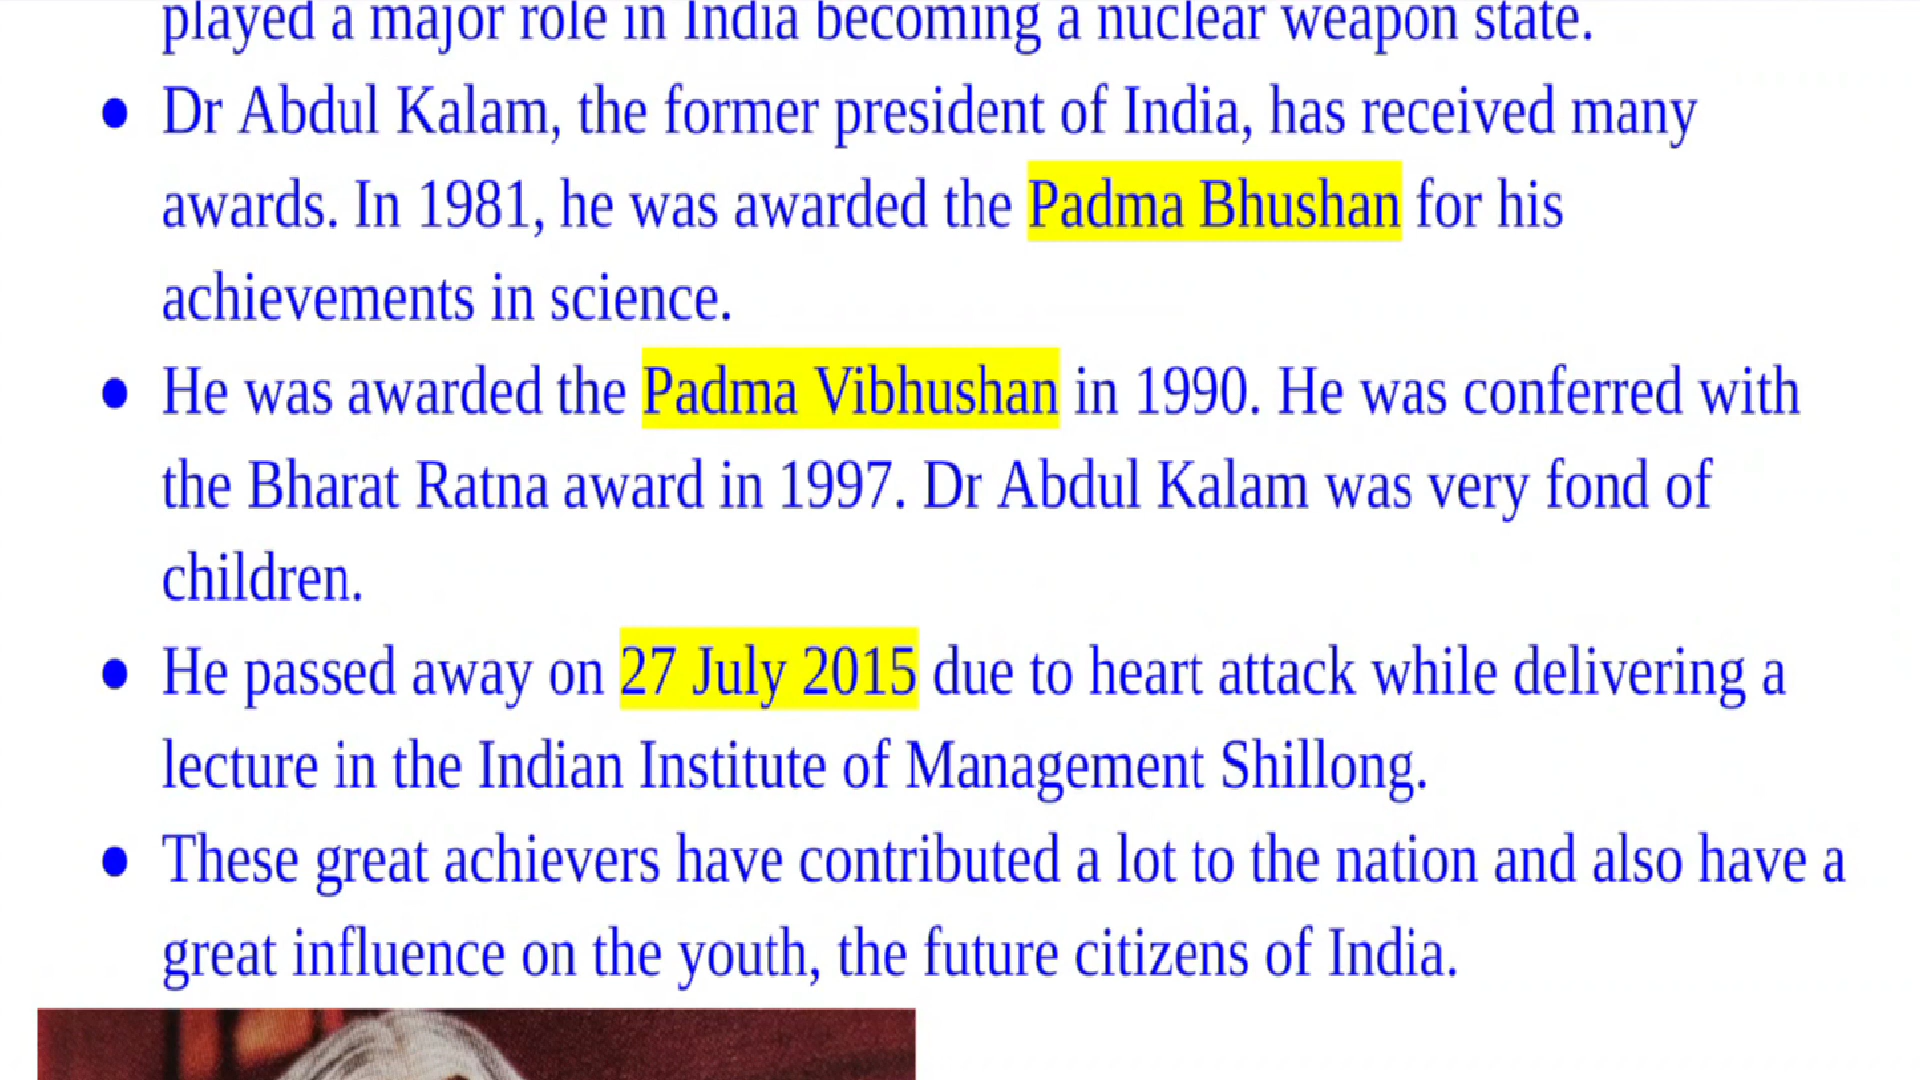 played a major role in India becoming a nuclear weapon state.
● Dr Abdul Kalam, the former president of India, has received many
awards. In 1981, he was awarded the Padma Bhushan for his
achievements in science.
● He was awarded the Padma Vibhushan in 1990. He was conferred with
the Bharat Ratna award in 1997. Dr Abdul Kalam was very fond of
children.
● He passed away on 27 July 2015 due to heart attack while delivering a
lecture in the Indian Institute of Management Shillong.
● These great achievers have contributed a lot to the nation and also have a
great influence on the youth, the future citizens of India.